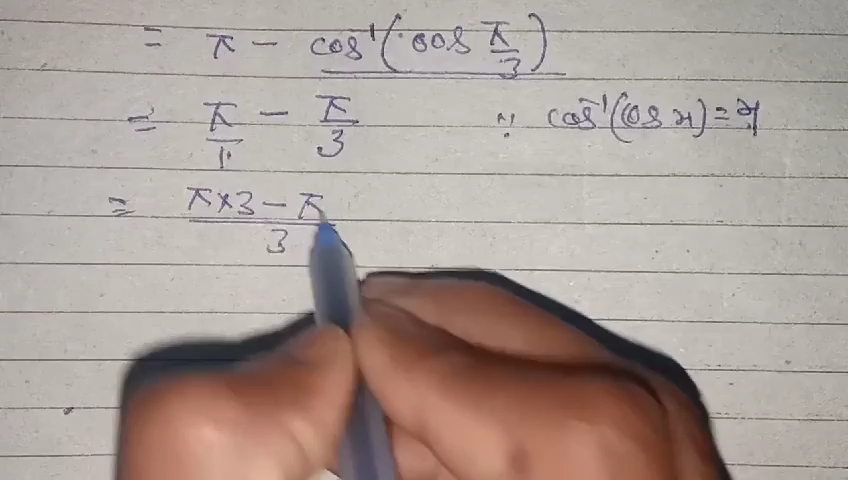 = π - cos⁻¹(cos π/3)
= π/1 - π/3 ∵ cos⁻¹(cos x) = x
= π×3 - π/3